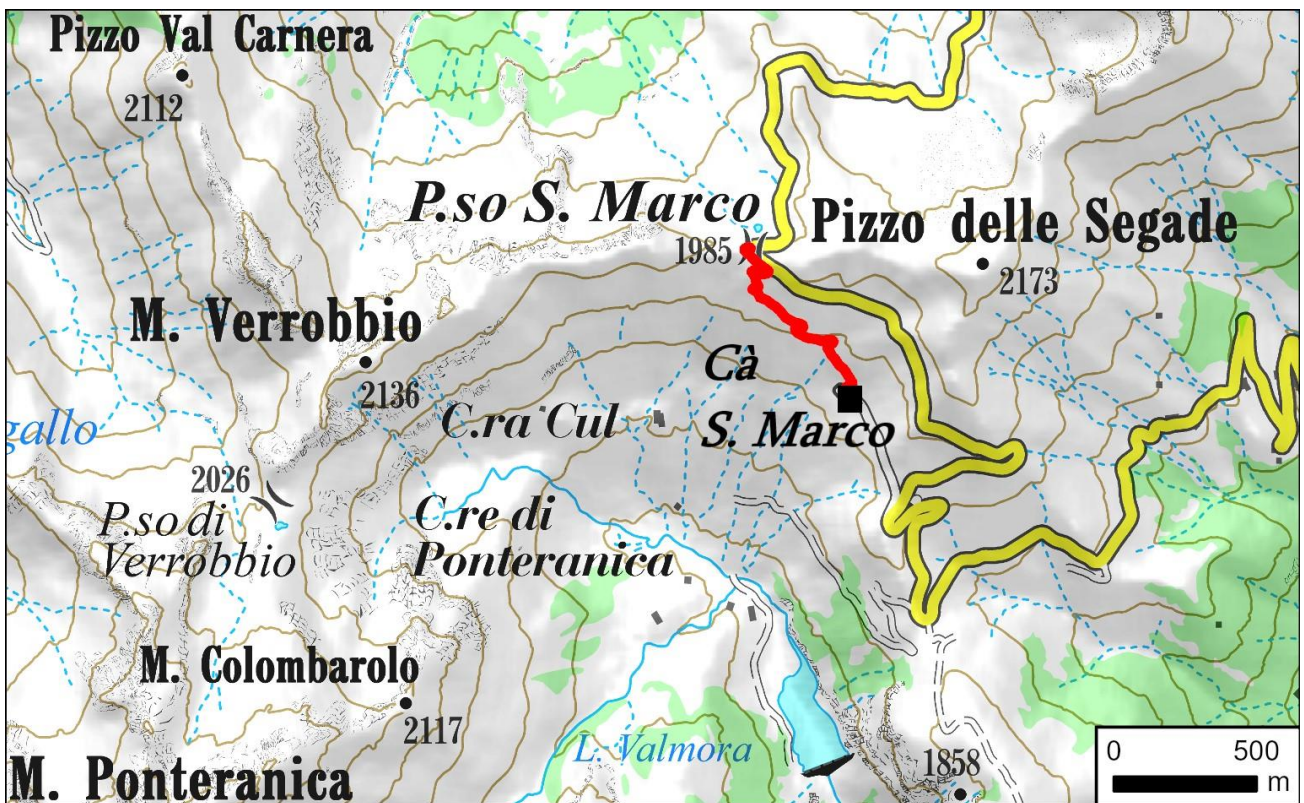 Pizzo Val Carnera
2112
P.so S. Marco
1985
Pizzo delle Segade
2173
M. Verrobbio
2136
Cà
S. Marco
C.ra Cul
gallo
2026
P.so di
Verrobbio
C.re di
Ponteranica
M. Colombarolo
2117
L. Valmora
1858
M. Ponteranica
0 500
m